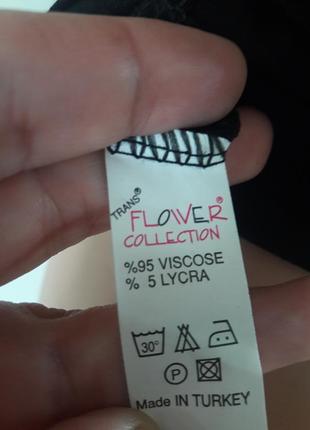 TRANS®
FLOWER®
COLLECTION
%95 VISCOSE
% 5 LYCRA
30°
P
Made In TURKEY